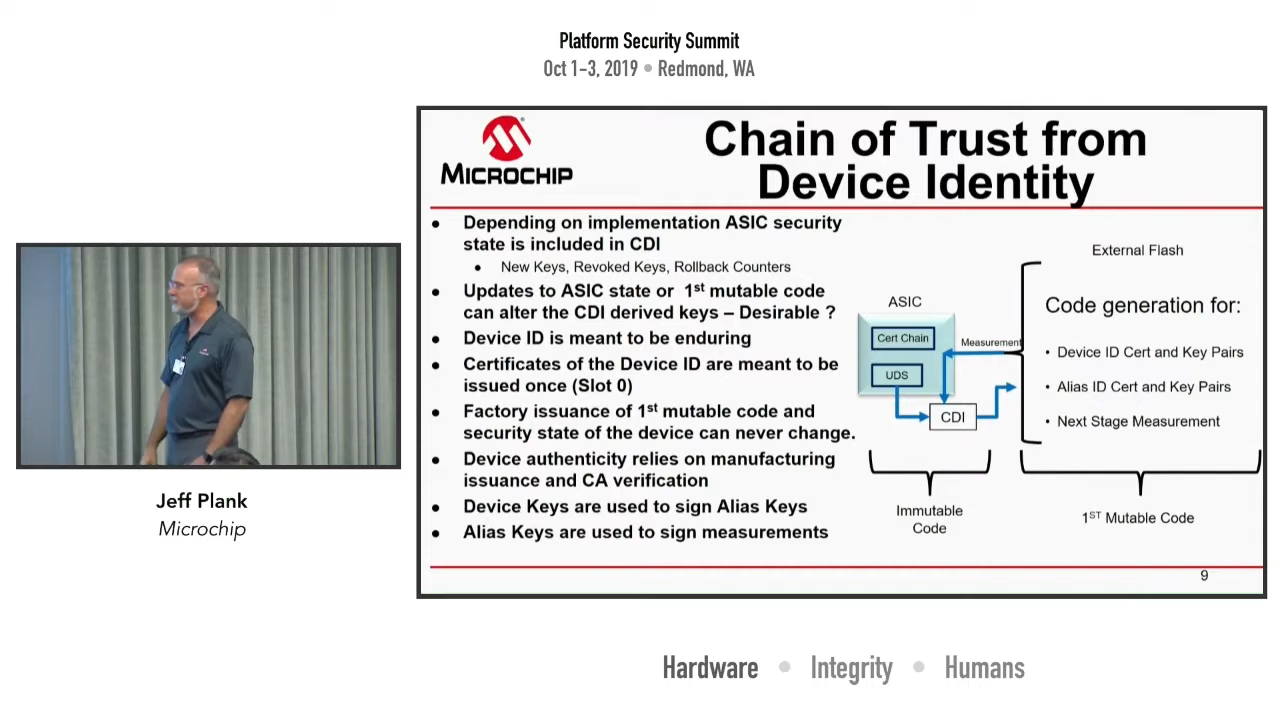 Platform Security Summit
Oct 1-3, 2019 • Redmond, WA
MICROCHIP
Chain of Trust from
Device Identity
• Depending on implementation ASIC security
state is included in CDI
• New Keys, Revoked Keys, Rollback Counters
• Updates to ASIC state or 1st mutable code
can alter the CDI derived keys – Desirable ?
• Device ID is meant to be enduring
• Certificates of the Device ID are meant to be
issued once (Slot 0)
• Factory issuance of 1st mutable code and
security state of the device can never change.
• Device authenticity relies on manufacturing
issuance and CA verification
• Device Keys are used to sign Alias Keys
• Alias Keys are used to sign measurements
External Flash
ASIC
Code generation for:
Cert Chain
Measurement
• Device ID Cert and Key Pairs
UDS
• Alias ID Cert and Key Pairs
CDI
• Next Stage Measurement
Immutable
Code
1ST Mutable Code
9
Jeff Plank
Microchip
Hardware • Integrity • Humans